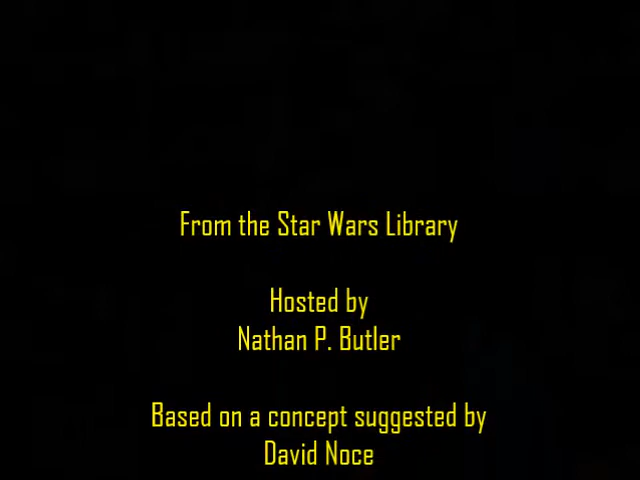 From the Star Wars Library
Hosted by
Nathan P. Butler
Based on a concept suggested by
David Noce